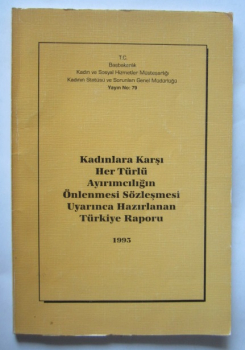 T.C.
Başbakanlık
Kadın ve Sosyal Hizmetler Müsteşarlığı
Kadının Statüsü ve Sorunları Genel Müdürlüğü
Yayın No: 79
Kadınlara Karşı
Her Türlü
Ayırımcılığın
Önlenmesi Sözleşmesi
Uyarınca Hazırlanan
Türkiye Raporu
1995